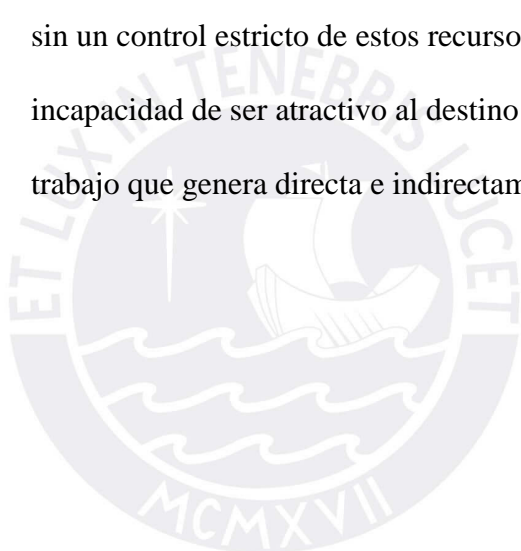 sin un control estricto de estos recurso
incapacidad de ser atractivo al destino
trabajo que genera directa e indirectam
ET LUX IN TENEBRIS LUCET
MCMXVII